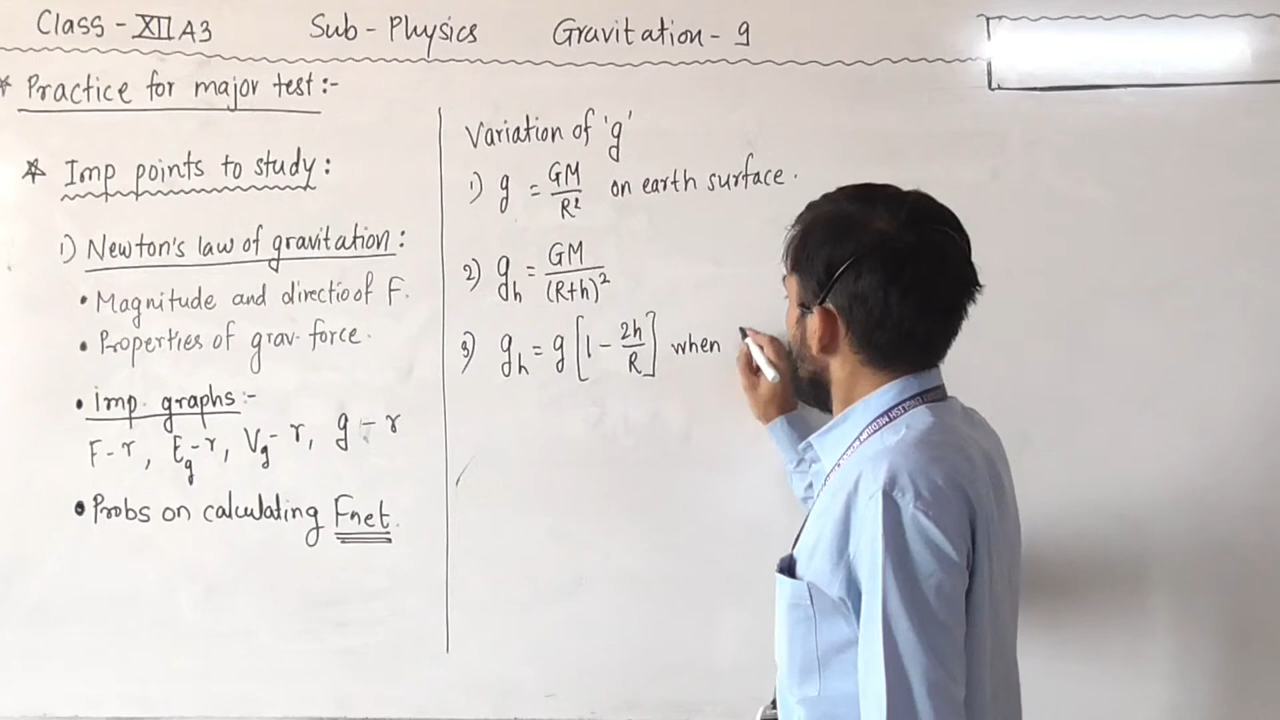 Class - XII A3 Sub - Physics Gravitation - 9
* Practice for major test:-
* Imp points to study:
1) Newton's law of gravitation:
• Magnitude and directio of F.
• Properties of grav. force.
• imp. graphs:-
F-r, Eg-r, Vg-r, g-r
• Probs on calculating Fnet.
Variation of 'g'
1) g = GM/R² on earth surface.
2) gh = GM/(R+h)²
3) gh = g[1 - 2h/R] when
ENGLISH MEDIUM